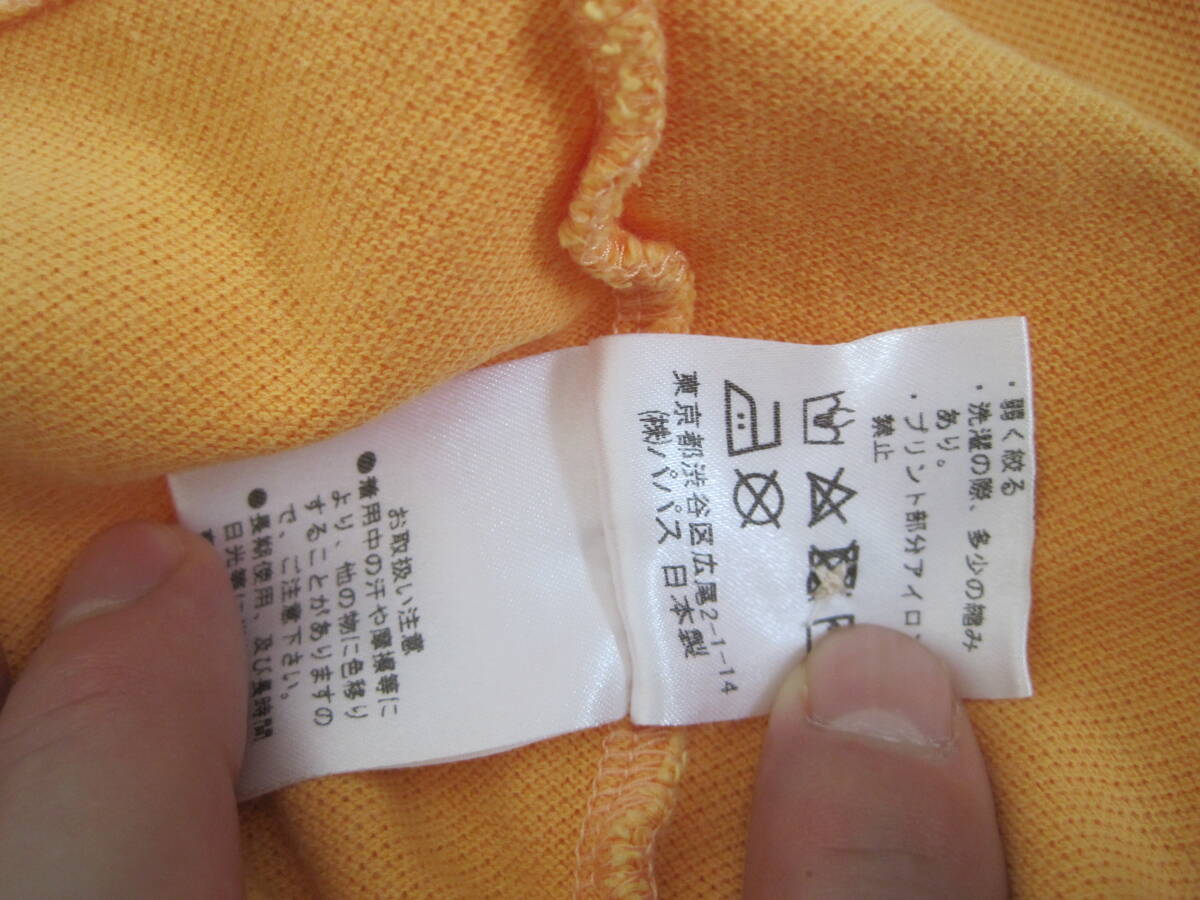 ・弱く絞る
・洗濯の際、多少の縮み
あり。
・プリント部分アイロ
禁止
東京都渋谷区広尾2-1-14
(株)パパス 日本製
お取扱い注意
●着用中の汗や摩擦等に
より、他の物に色移り
することがありますの
で、ご注意下さい。
●長期使用、及び長時間
日光